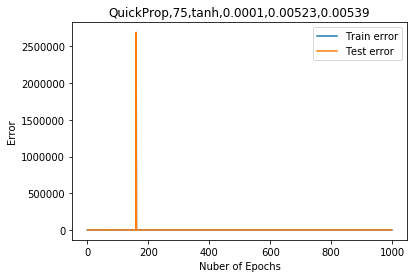 QuickProp,75,tanh,0.0001,0.00523,0.00539
Train error
Test error
2500000
2000000
1500000
1000000
500000
0
Error
0 200 400 600 800 1000
Nuber of Epochs